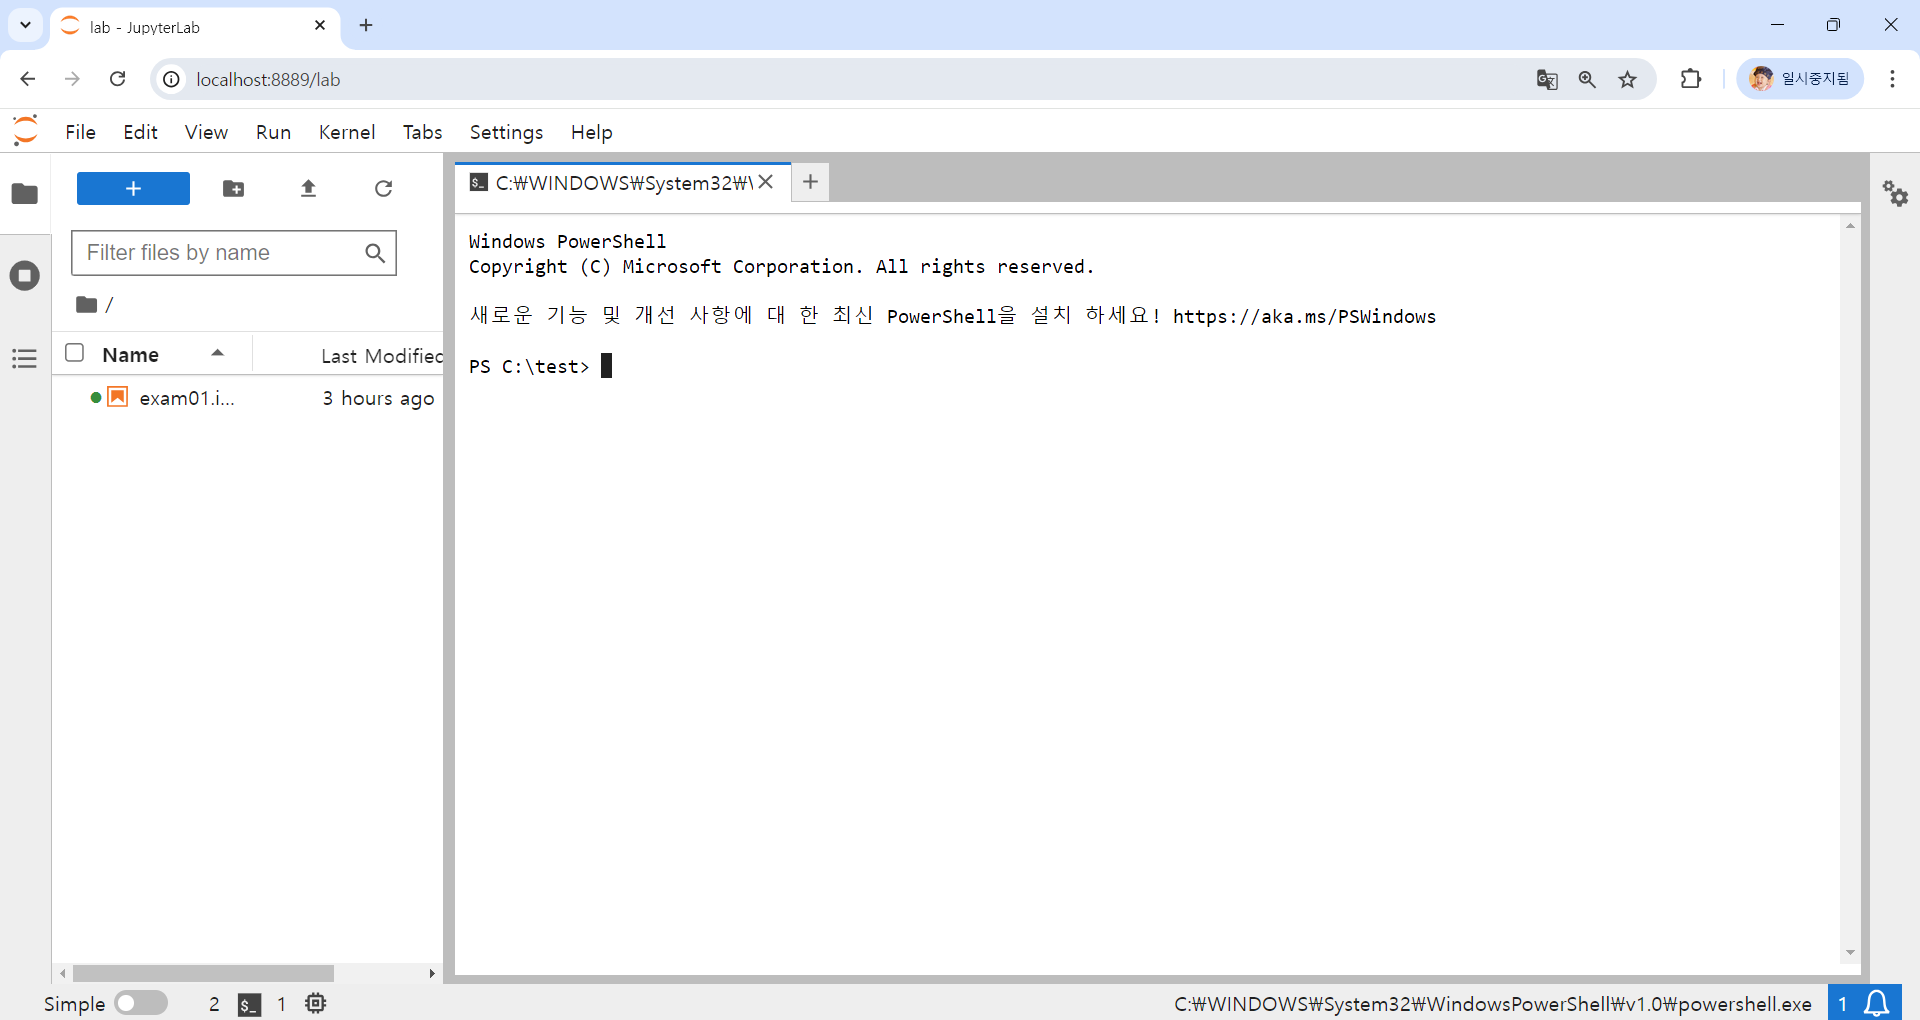 lab - JupyterLab
localhost:8889/lab
일시중지됨
File Edit View Run Kernel Tabs Settings Help
C:₩WINDOWS₩System32₩\
Filter files by name
/
Name Last Modified
exam01.i... 3 hours ago
Windows PowerShell
Copyright (C) Microsoft Corporation. All rights reserved.
새로운 기능 및 개선 사항에 대 한 최신 PowerShell을 설치 하세요! https://aka.ms/PSWindows
PS C:\test>
Simple 2 $_ 1 C:₩WINDOWS₩System32₩WindowsPowerShell₩v1.0₩powershell.exe 1